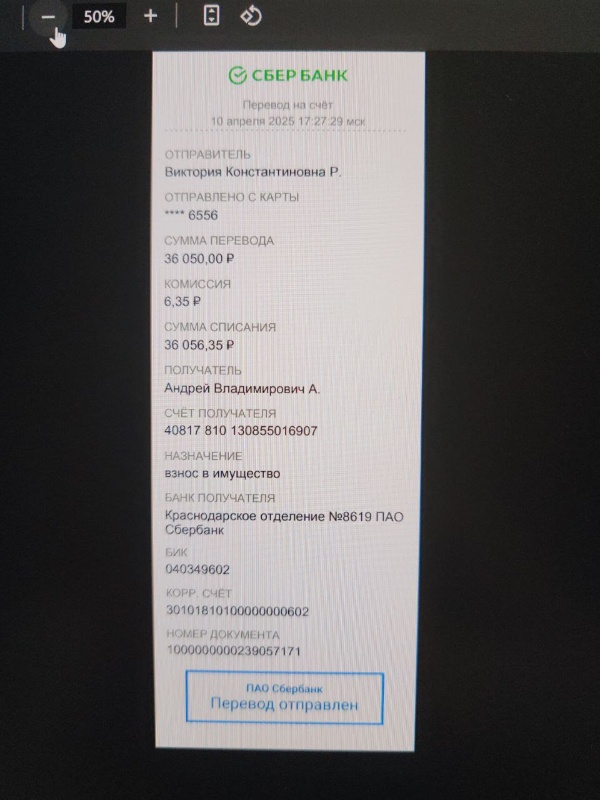 50%
СБЕР БАНК
Перевод на счёт
10 апреля 2025 17:27:29 мск
ОТПРАВИТЕЛЬ
Виктория Константиновна Р.
ОТПРАВЛЕНО С КАРТЫ
**** 6556
СУММА ПЕРЕВОДА
36 050,00 ₽
КОМИССИЯ
6,35 ₽
СУММА СПИСАНИЯ
36 056,35 ₽
ПОЛУЧАТЕЛЬ
Андрей Владимирович А.
СЧЁТ ПОЛУЧАТЕЛЯ
40817 810 130855016907
НАЗНАЧЕНИЕ
взнос в имущество
БАНК ПОЛУЧАТЕЛЯ
Краснодарское отделение №8619 ПАО
Сбербанк
БИК
040349602
КОРР. СЧЁТ
30101810100000000602
НОМЕР ДОКУМЕНТА
1000000000239057171
ПАО Сбербанк
Перевод отправлен